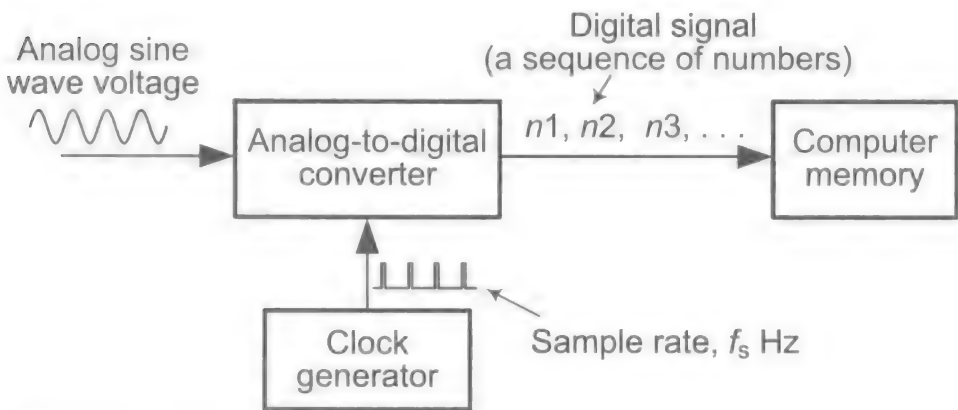 Analog sine
wave voltage
Digital signal
(a sequence of numbers)
Analog-to-digital
converter
n1, n2, n3, . . .
Computer
memory
Clock
generator
Sample rate, fs Hz